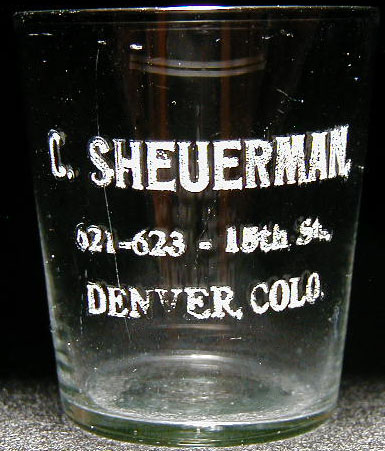 C. SHEUERMAN,
621-623 - 15th St.,
DENVER, COLO.